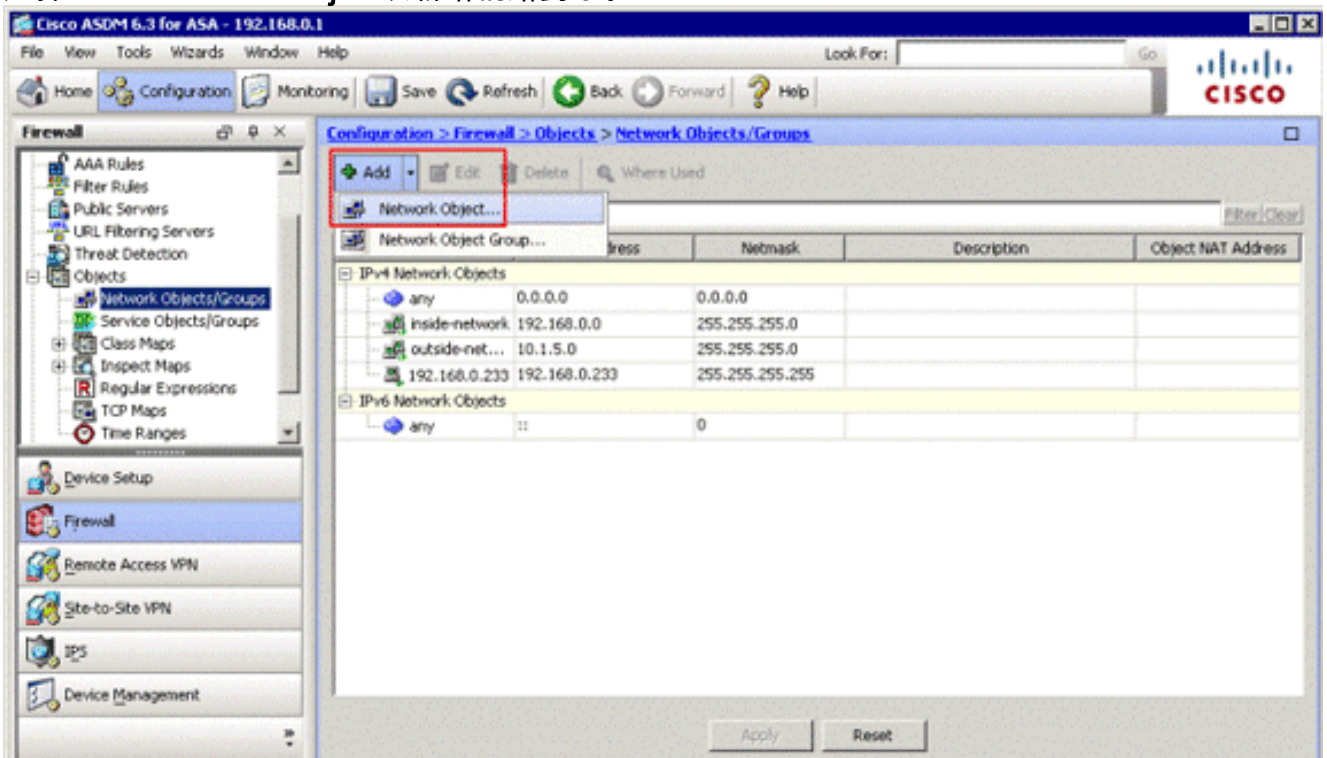 Cisco ASDM 6.3 for ASA - 192.168.0.1
File View Tools Wizards Window Help Look For: Go
Home Configuration Monitoring Save Refresh Back Forward Help
CISCO
Firewall
AAA Rules
Filter Rules
Public Servers
URL Filtering Servers
Threat Detection
Objects
Network Objects/Groups
Service Objects/Groups
Class Maps
Inspect Maps
Regular Expressions
TCP Maps
Time Ranges
Device Setup
Firewall
Remote Access VPN
Site-to-Site VPN
IPS
Device Management
Configuration > Firewall > Objects > Network Objects/Groups
Add Edit Delete Where Used
Network Object...
Filter Clear
Network Object Group...
ress Netmask Description Object NAT Address
IPv4 Network Objects
any 0.0.0.0 0.0.0.0
inside-network 192.168.0.0 255.255.255.0
outside-net... 10.1.5.0 255.255.255.0
192.168.0.233 192.168.0.233 255.255.255.255
IPv6 Network Objects
any :: 0
Apply Reset